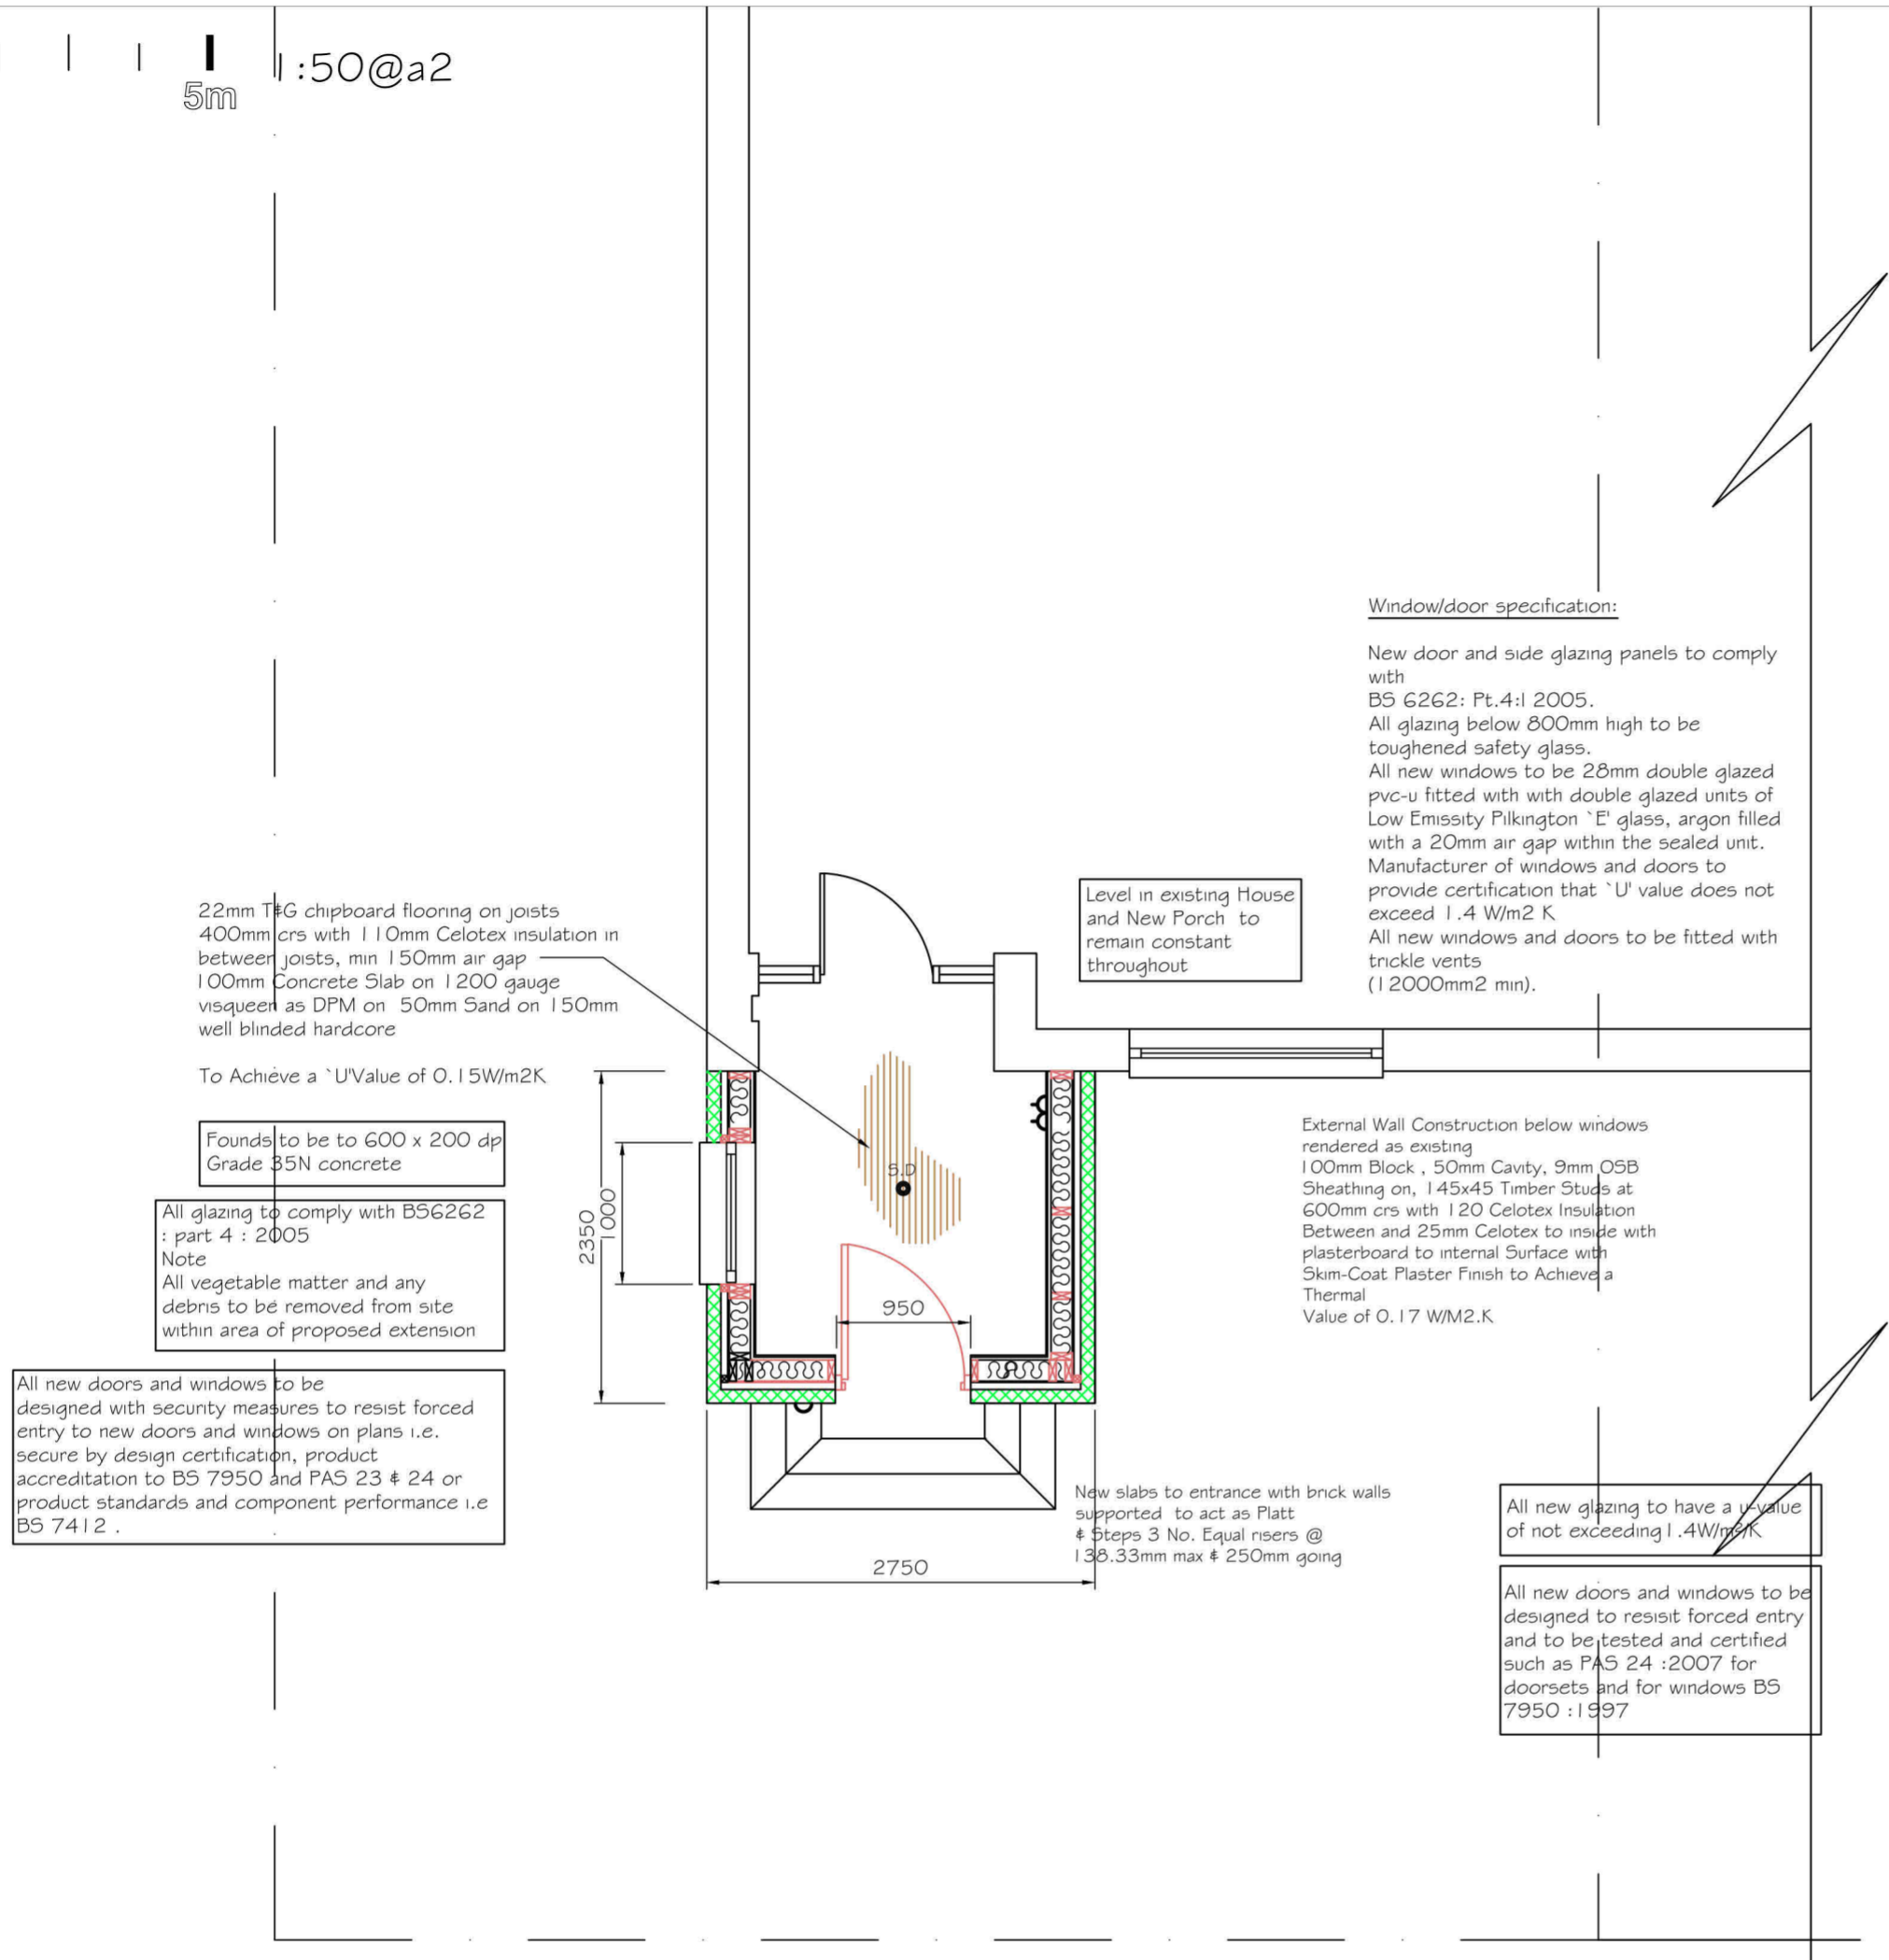 5m
1:50@a2
Window/door specification:
New door and side glazing panels to comply
with
BS 6262: Pt.4:1 2005.
All glazing below 800mm high to be
toughened safety glass.
All new windows to be 28mm double glazed
pvc-u fitted with with double glazed units of
Low Emissity Pilkington `E' glass, argon filled
with a 20mm air gap within the sealed unit.
Manufacturer of windows and doors to
provide certification that `U' value does not
exceed 1.4 W/m2 K
All new windows and doors to be fitted with
trickle vents
(12000mm2 min).
Level in existing House
and New Porch to
remain constant
throughout
22mm T&G chipboard flooring on joists
400mm crs with 110mm Celotex insulation in
between joists, min 150mm air gap
100mm Concrete Slab on 1200 gauge
visqueen as DPM on 50mm Sand on 150mm
well blinded hardcore
To Achieve a `U'Value of 0.15W/m2K
Founds to be to 600 x 200 dp
Grade 35N concrete
All glazing to comply with BS6262
: part 4 : 2005
Note
All vegetable matter and any
debris to be removed from site
within area of proposed extension
All new doors and windows to be
designed with security measures to resist forced
entry to new doors and windows on plans i.e.
secure by design certification, product
accreditation to BS 7950 and PAS 23 & 24 or
product standards and component performance i.e
BS 7412 .
2350
1000
S.D
950
2750
External Wall Construction below windows
rendered as existing
100mm Block , 50mm Cavity, 9mm OSB
Sheathing on, 145x45 Timber Studs at
600mm crs with 120 Celotex Insulation
Between and 25mm Celotex to inside with
plasterboard to internal Surface with
Skim-Coat Plaster Finish to Achieve a
Thermal
Value of 0.17 W/M2.K
New slabs to entrance with brick walls
supported to act as Platt
& Steps 3 No. Equal risers @
138.33mm max & 250mm going
All new glazing to have a u-value
of not exceeding 1.4W/m²/K
All new doors and windows to be
designed to resisit forced entry
and to be tested and certified
such as PAS 24 :2007 for
doorsets and for windows BS
7950 :1997